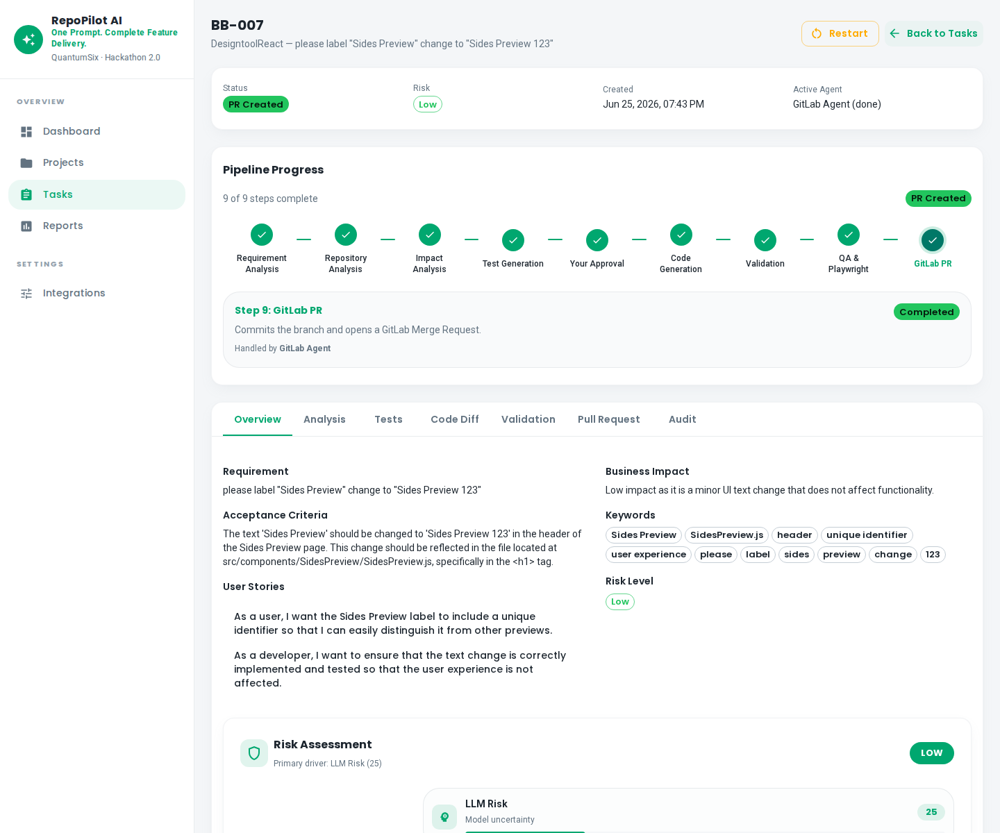 RepoPilot AI
One Prompt. Complete Feature
Delivery.
QuantumSix · Hackathon 2.0
OVERVIEW
Dashboard
Projects
Tasks
Reports
SETTINGS
Integrations
BB-007
DesigntoolReact — please label "Sides Preview" change to "Sides Preview 123"
Restart
Back to Tasks
Status
PR Created
Risk
Low
Created
Jun 25, 2026, 07:43 PM
Active Agent
GitLab Agent (done)
Pipeline Progress
9 of 9 steps complete
PR Created
Requirement
Analysis
Repository
Analysis
Impact
Analysis
Test Generation
Your Approval
Code
Generation
Validation
QA &
Playwright
GitLab PR
Step 9: GitLab PR
Completed
Commits the branch and opens a GitLab Merge Request.
Handled by GitLab Agent
Overview
Analysis
Tests
Code Diff
Validation
Pull Request
Audit
Requirement
please label "Sides Preview" change to "Sides Preview 123"
Acceptance Criteria
The text 'Sides Preview' should be changed to 'Sides Preview 123' in the header of
the Sides Preview page. This change should be reflected in the file located at
src/components/SidesPreview/SidesPreview.js, specifically in the <h1> tag.
User Stories
As a user, I want the Sides Preview label to include a unique
identifier so that I can easily distinguish it from other previews.
As a developer, I want to ensure that the text change is correctly
implemented and tested so that the user experience is not
affected.
Business Impact
Low impact as it is a minor UI text change that does not affect functionality.
Keywords
Sides Preview
SidesPreview.js
header
unique identifier
user experience
please
label
sides
preview
change
123
Risk Level
Low
Risk Assessment
Primary driver: LLM Risk (25)
LOW
LLM Risk
Model uncertainty
25